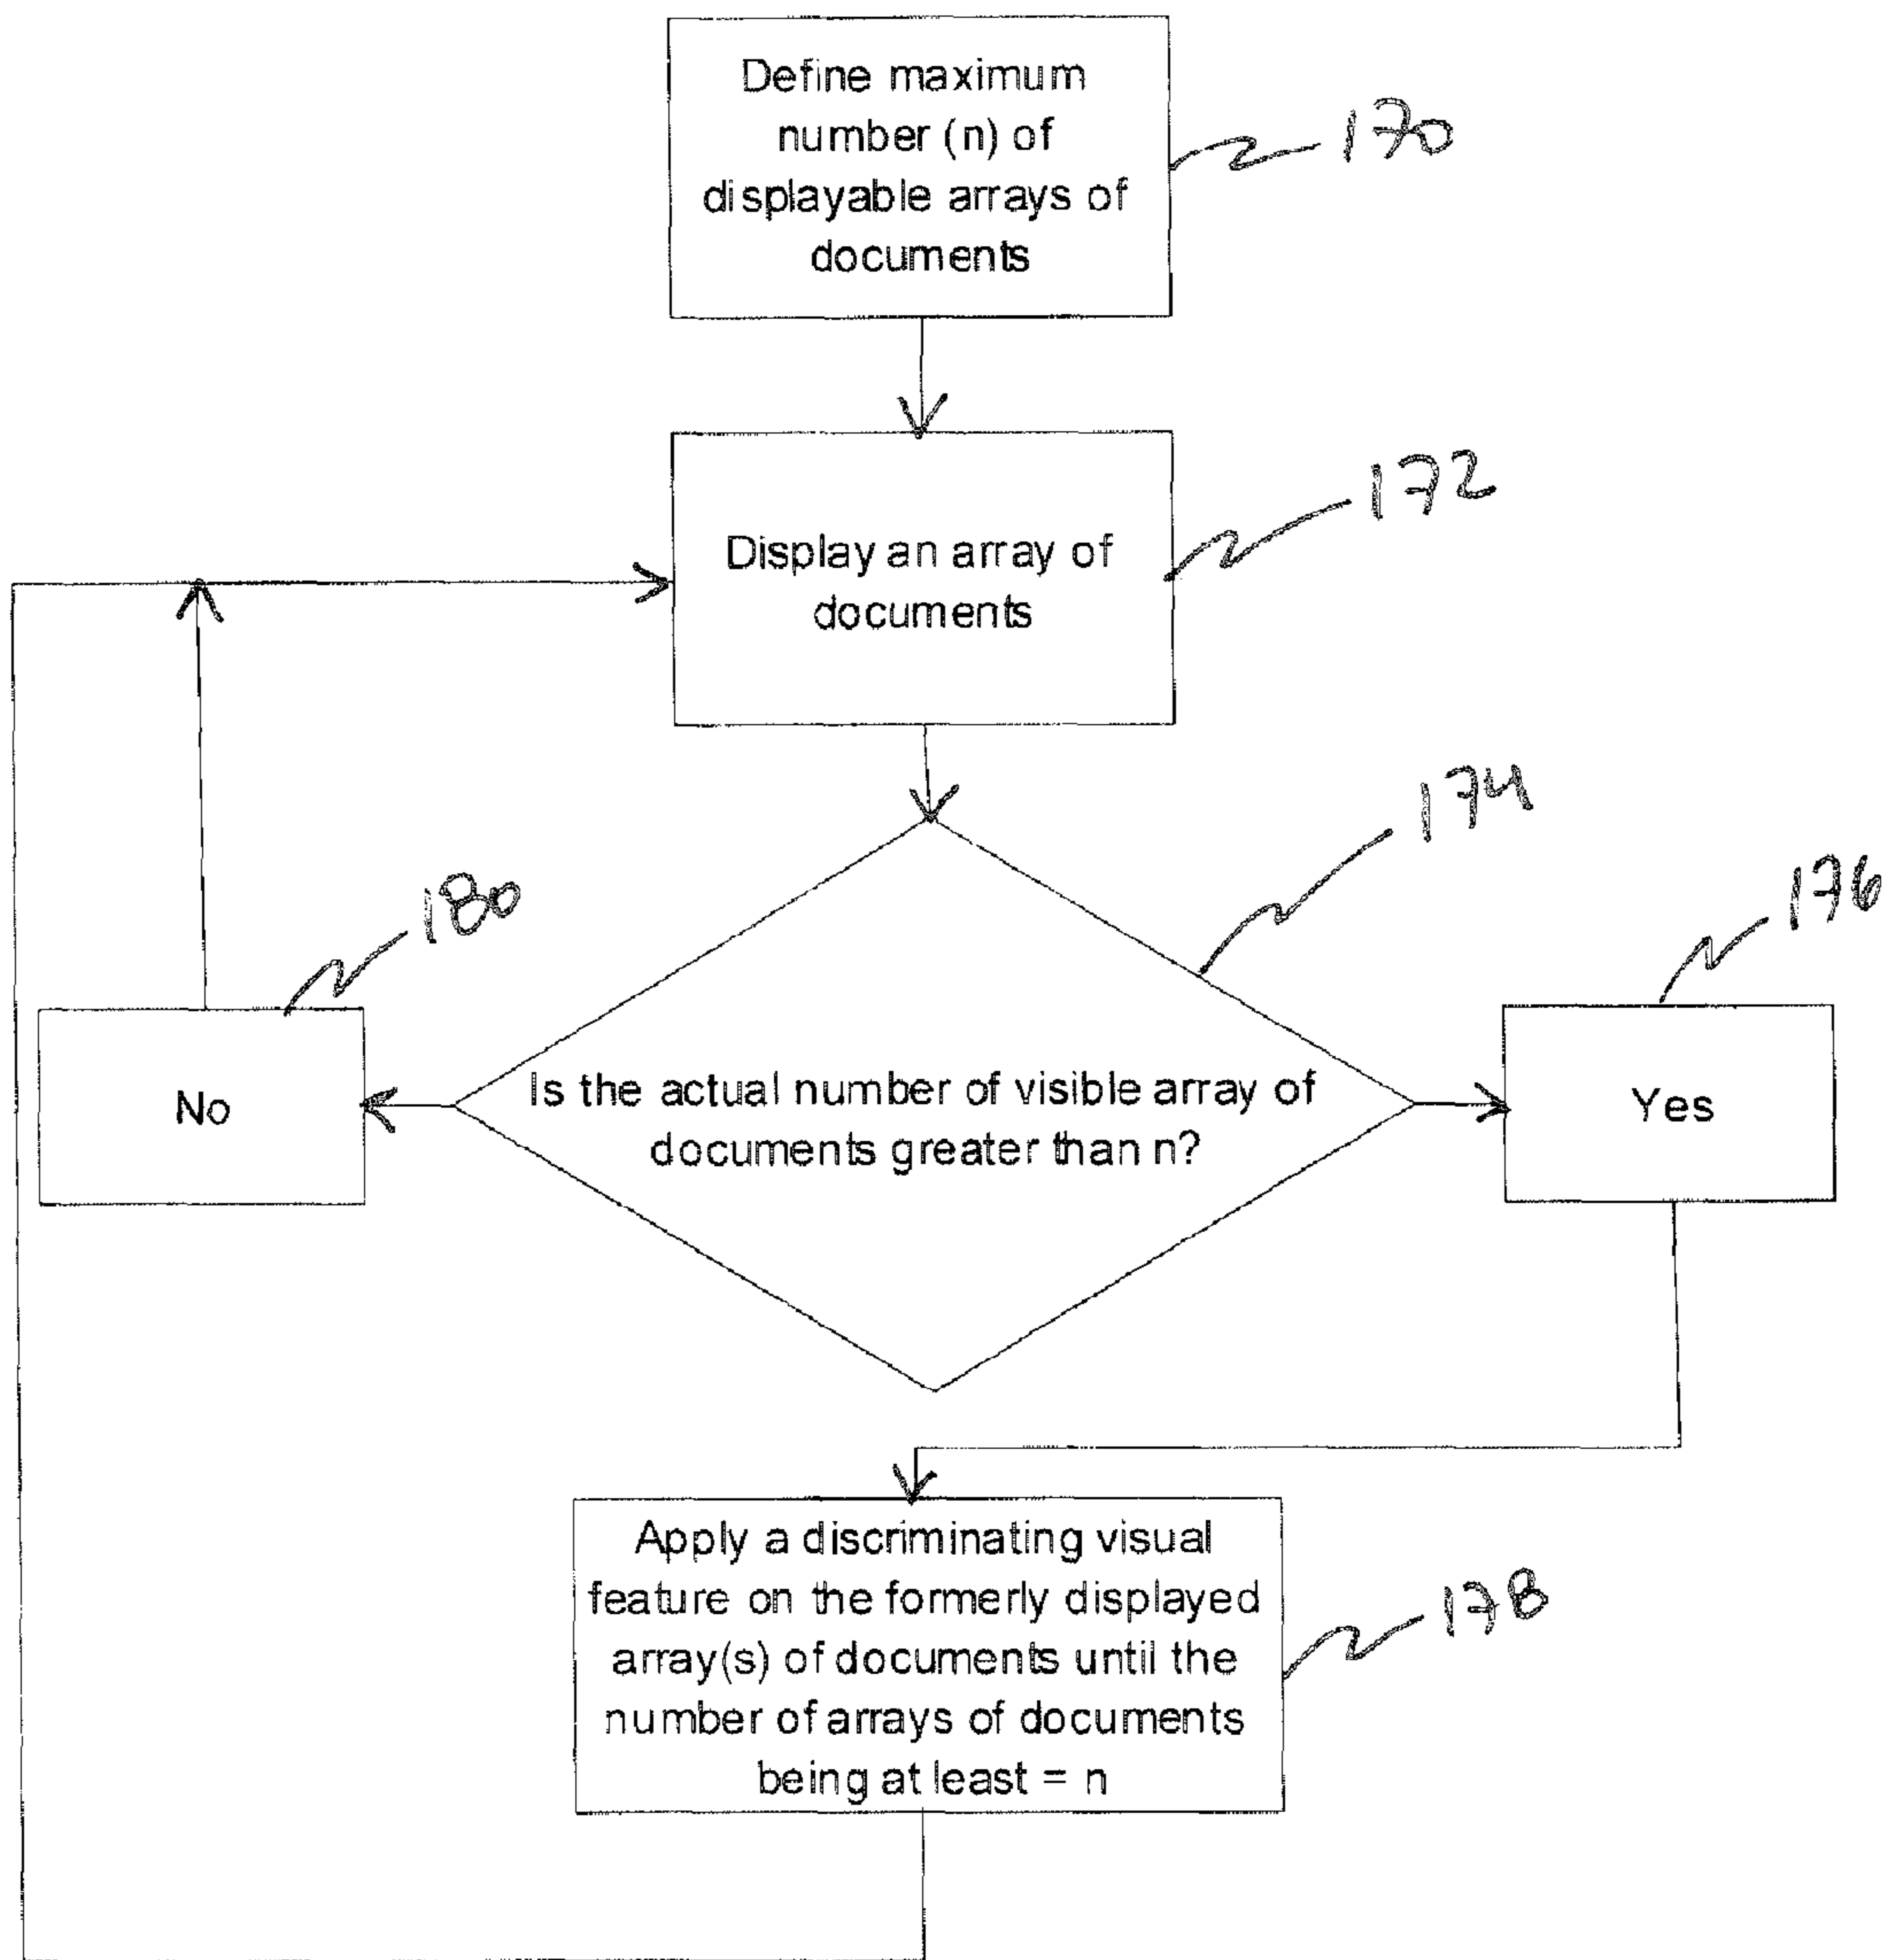 Define maximum
number (n) of
displayable arrays of
documents
170
Display an array of
documents
172
174
176
180
Is the actual number of visible array of
documents greater than n?
No
Yes
Apply a discriminating visual
feature on the formerly displayed
array(s) of documents until the
number of arrays of documents
being at least = n
178